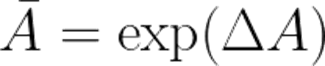 Ā = exp(ΔA)